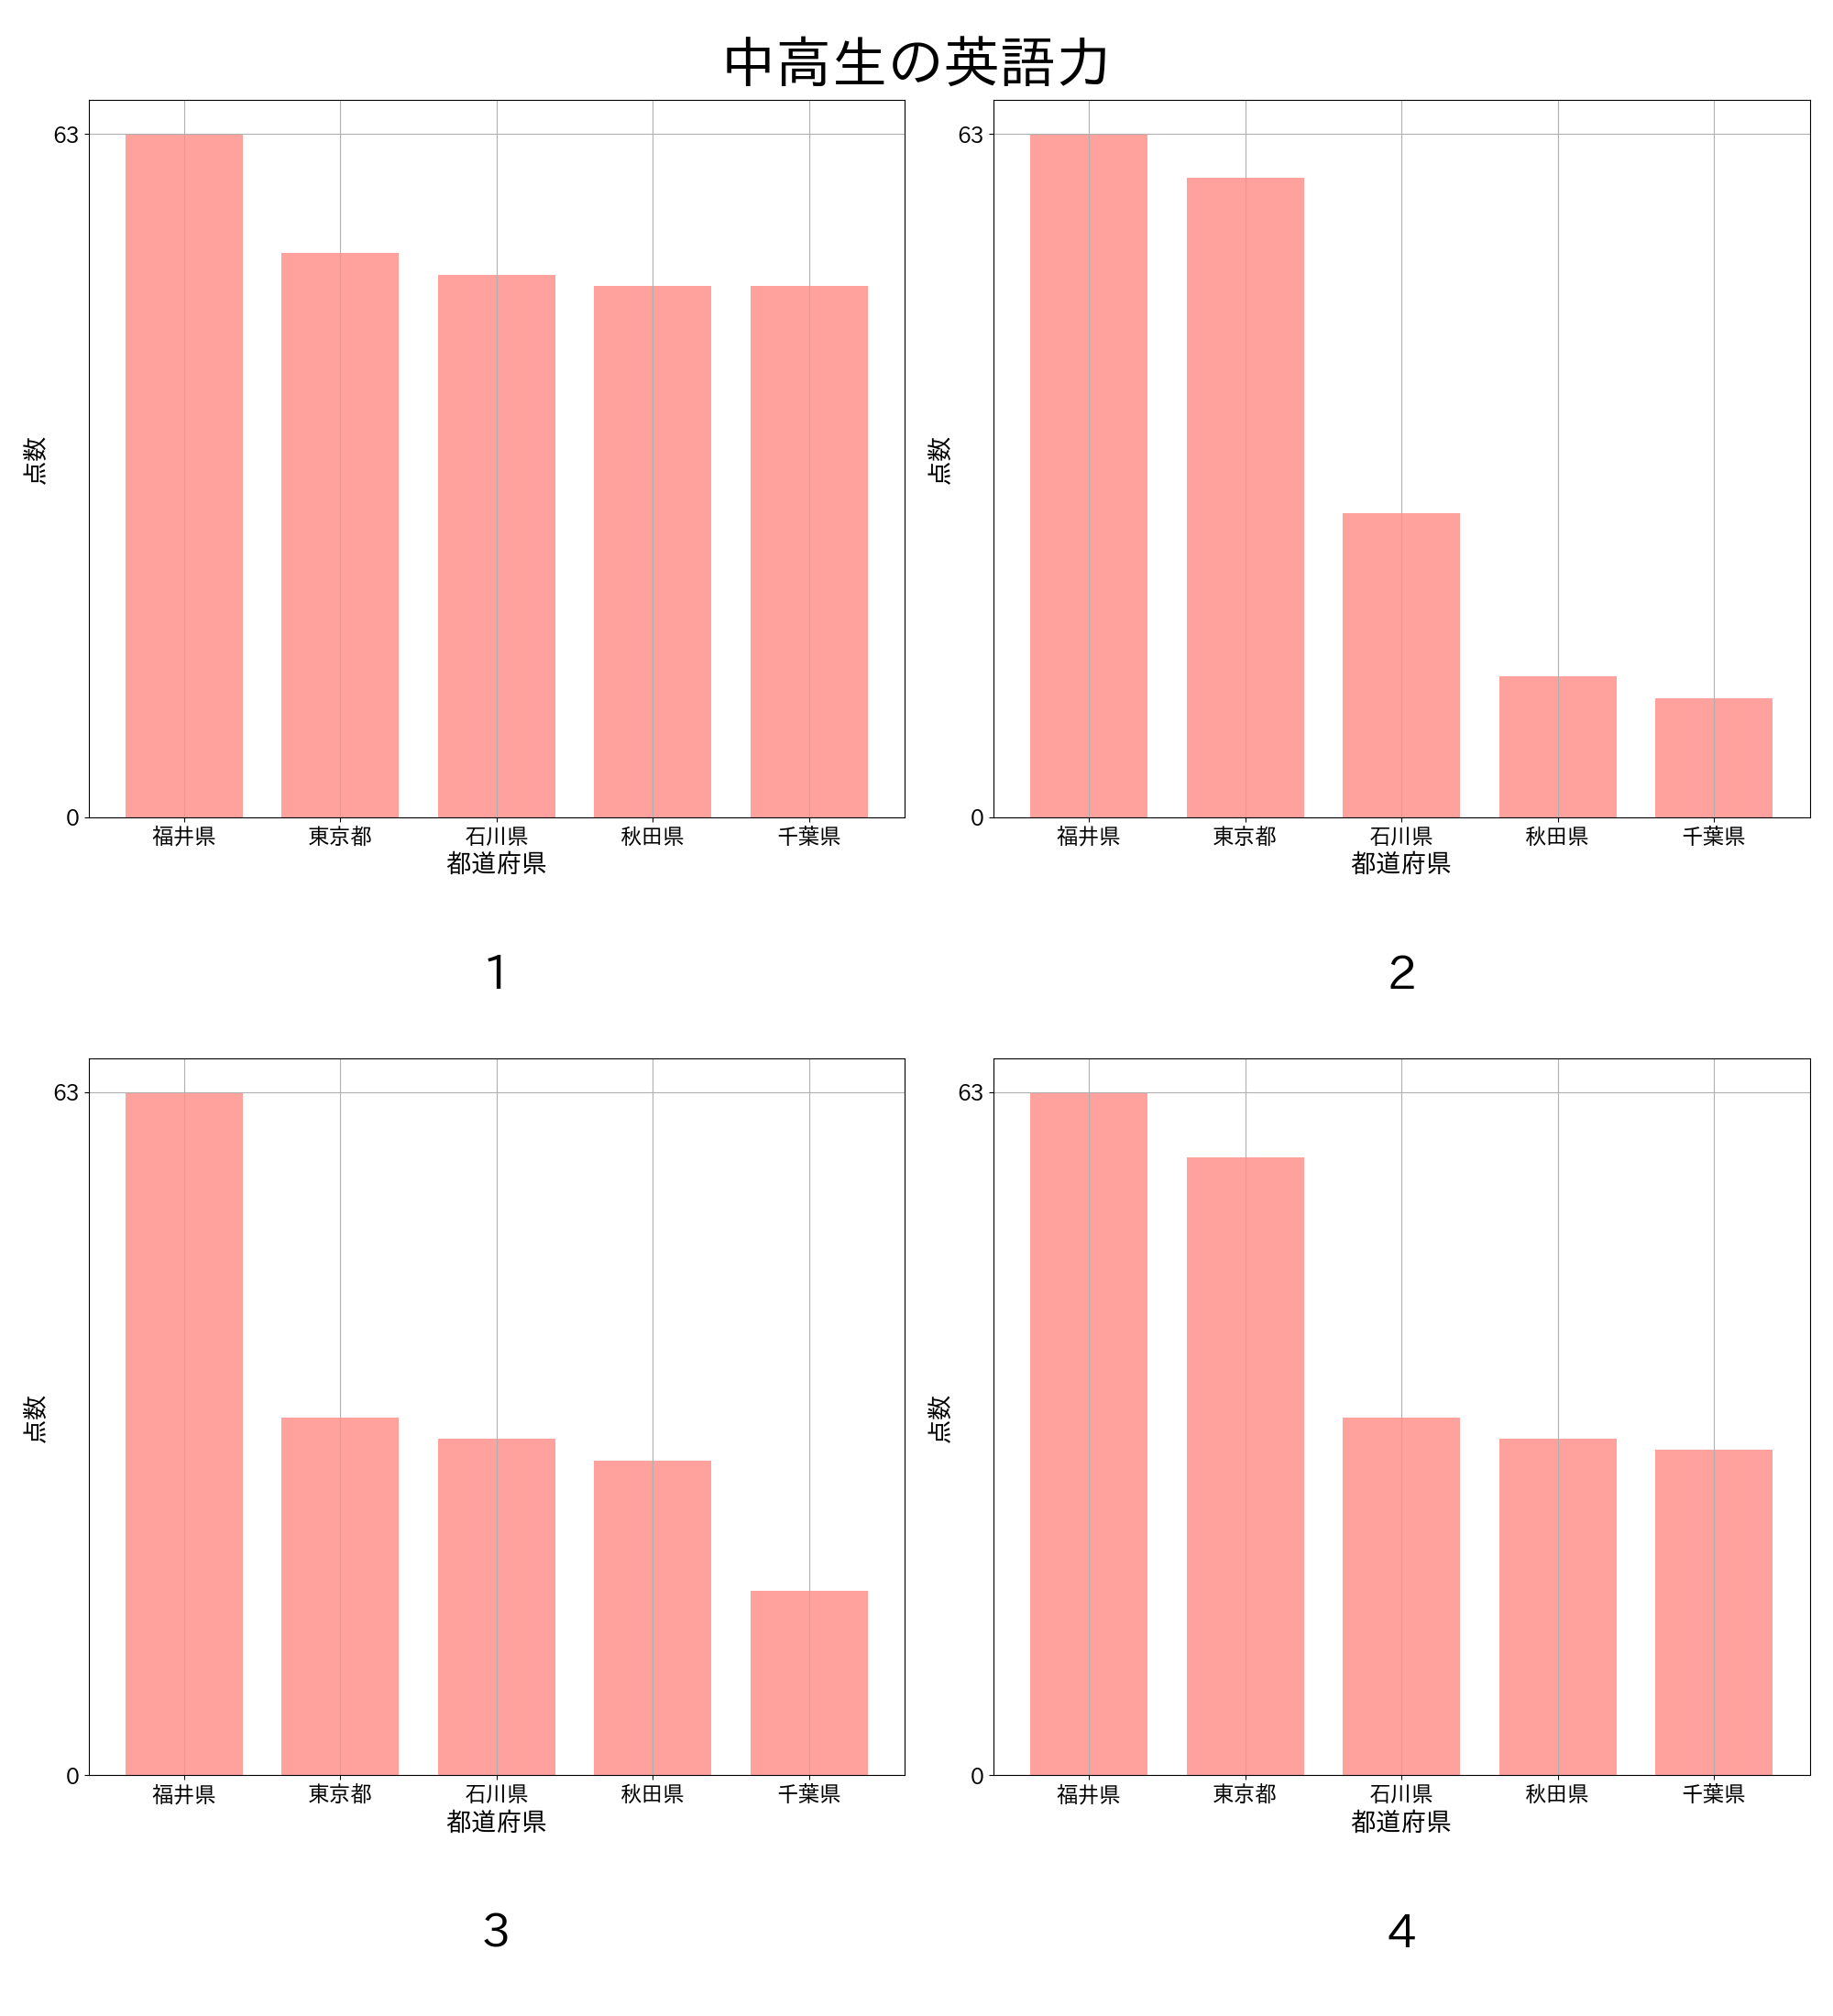 中高生の英語力
63
0
点数
福井県 東京都 石川県 秋田県 千葉県
都道府県
1
63
0
点数
福井県 東京都 石川県 秋田県 千葉県
都道府県
2
63
0
点数
福井県 東京都 石川県 秋田県 千葉県
都道府県
3
63
0
点数
福井県 東京都 石川県 秋田県 千葉県
都道府県
4